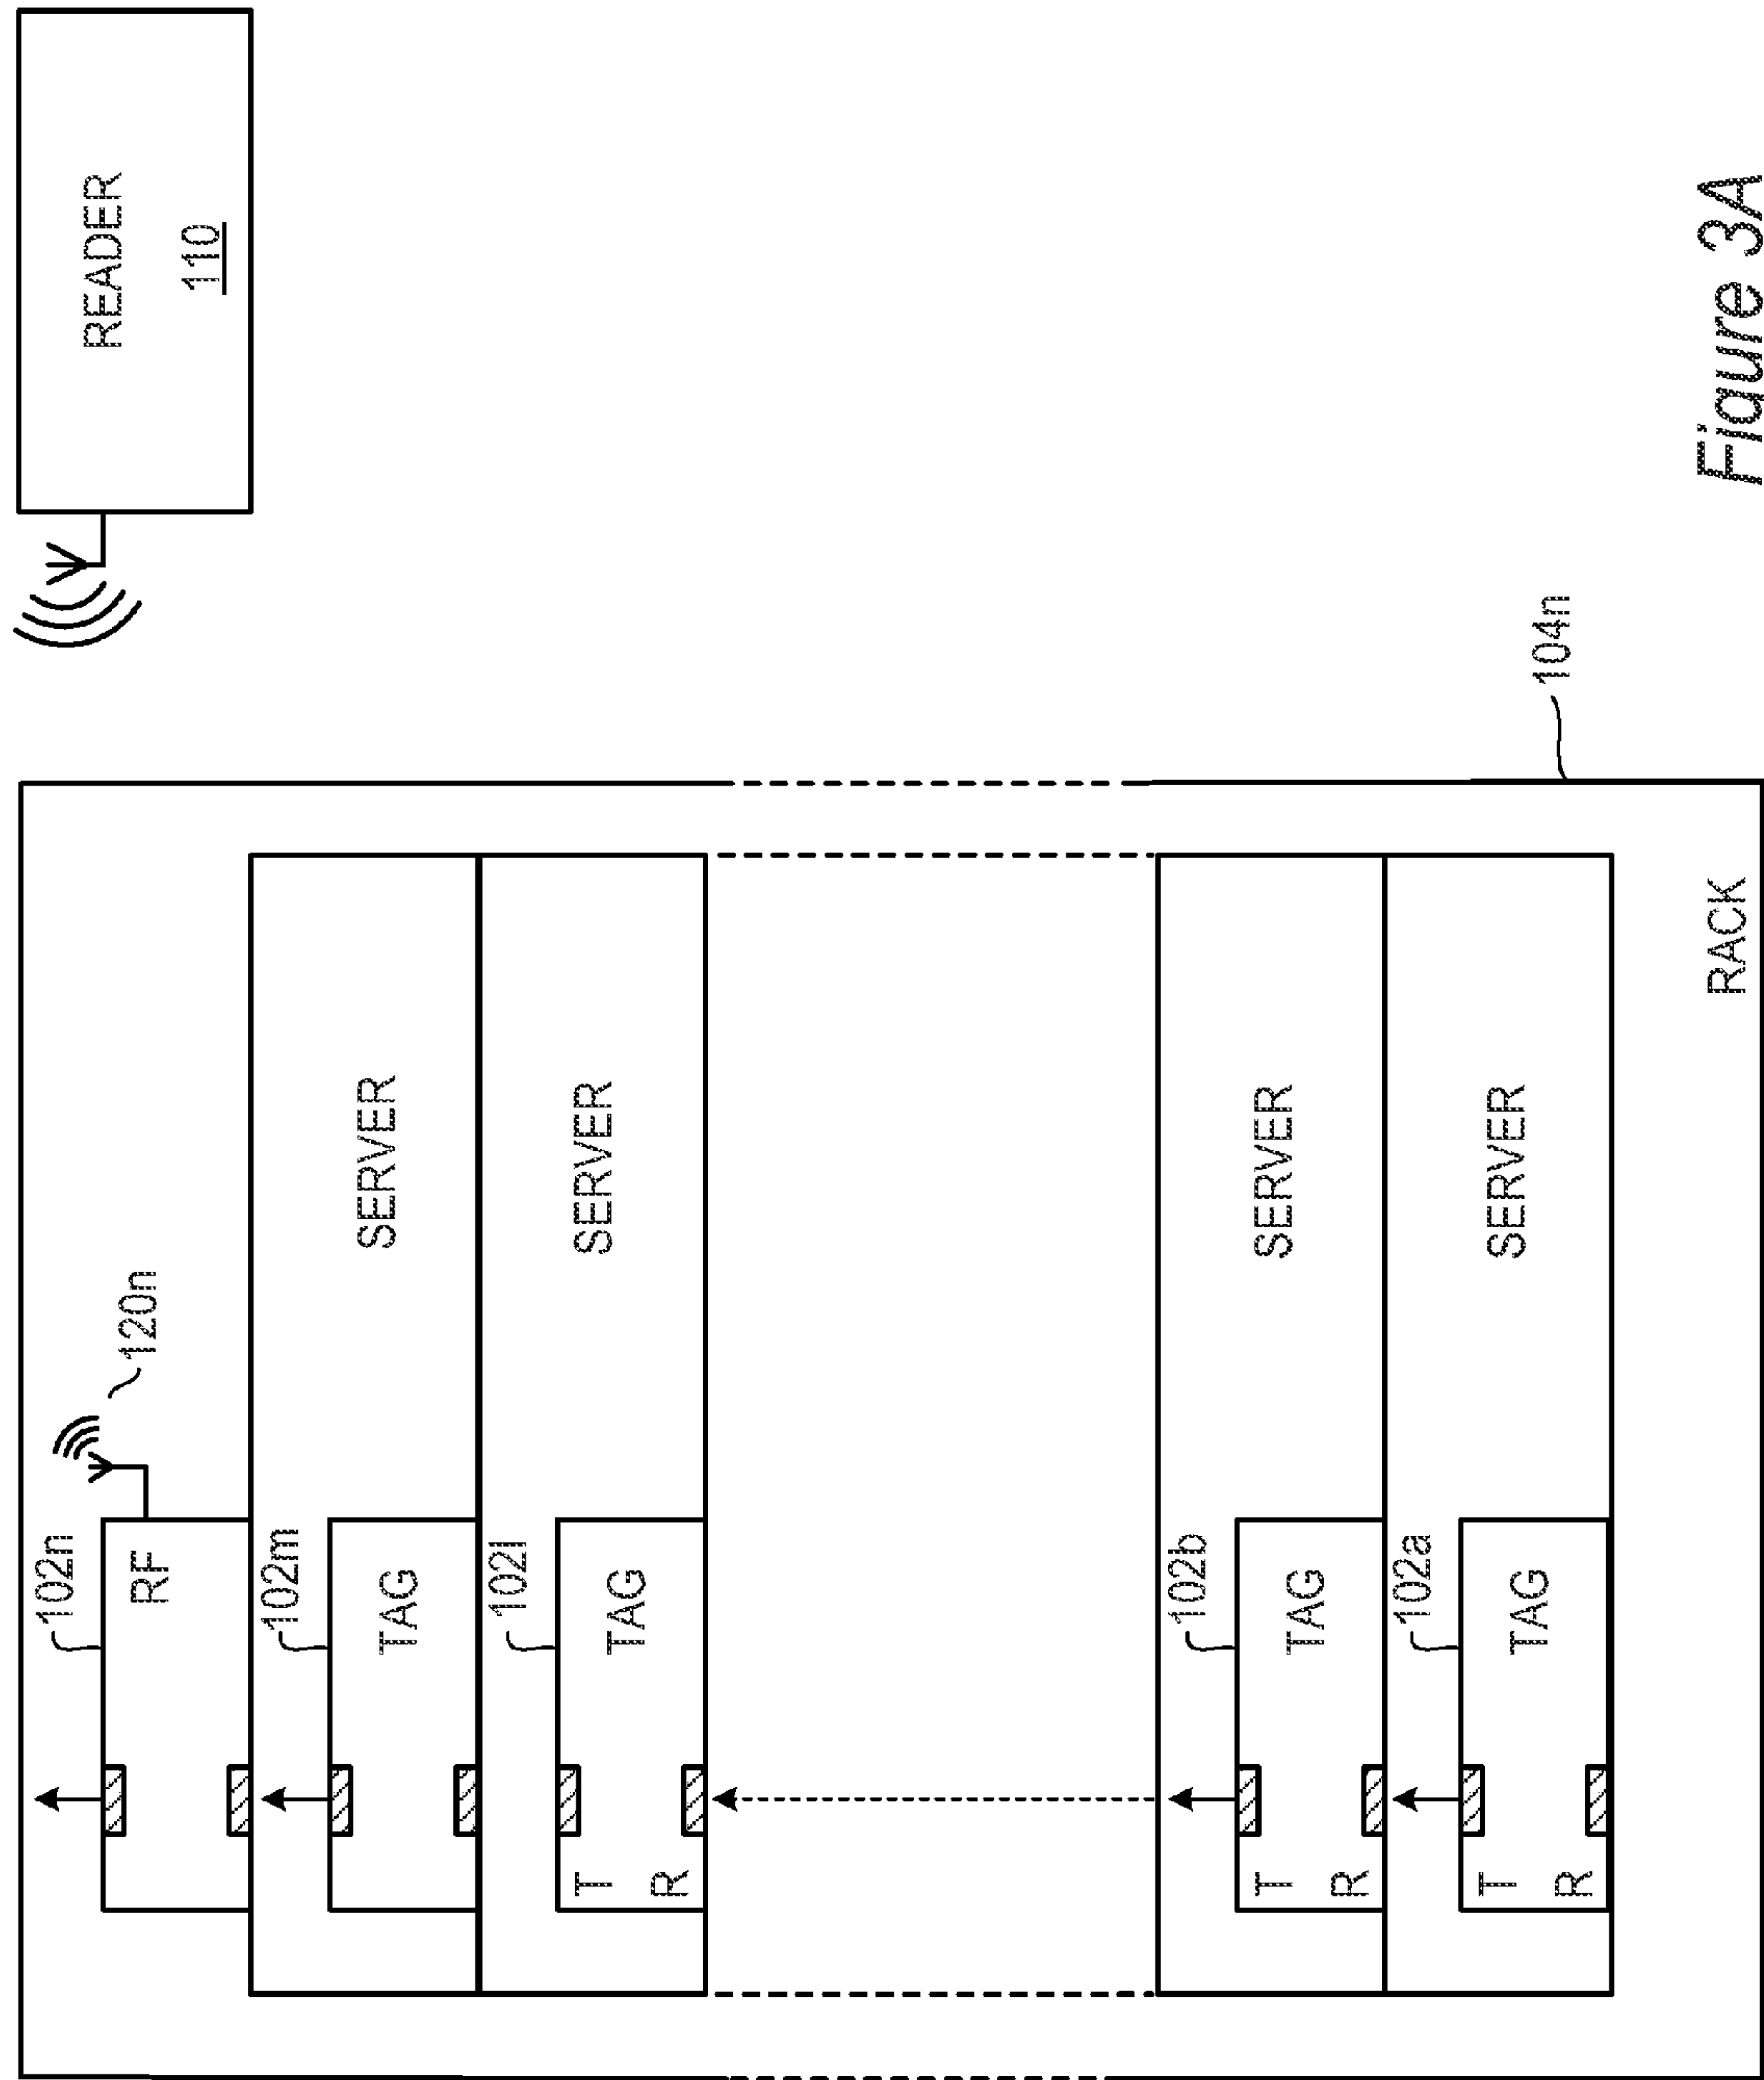 102n
RF
120n
READER
110
102m
TAG
SERVER
102l
T
TAG
SERVER
R
102b
T
TAG
SERVER
R
102a
T
TAG
SERVER
R
104n
RACK
Figure 3A